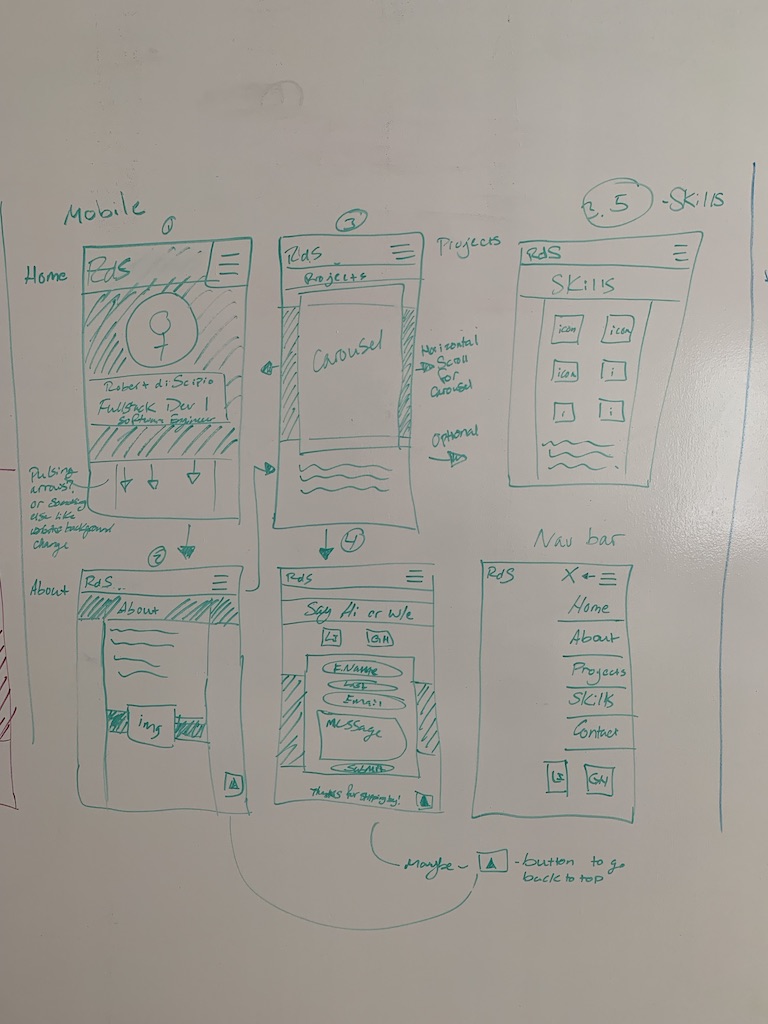 Mobile
1
Home
RdS
Robert diScipio
Fullstack Dev |
Software Engineer
Pulsing
arrows?
or something
else like
website background
change
3
Projects
RdS
Projects
Carousel
Horizontal
Scroll
for
Carousel
Optional
3.5 - Skills
RdS
Skills
icon icon
icon i
i i
2
About
RdS
About
img
4
RdS
Say Hi or w/e
LI GH
F.NAME
Last
Email
Message
Submit
Thanks for stopping by!
Nav bar
RdS X ←
Home
About
Projects
Skills
Contact
LI GH
Maybe - - button to go
back to top